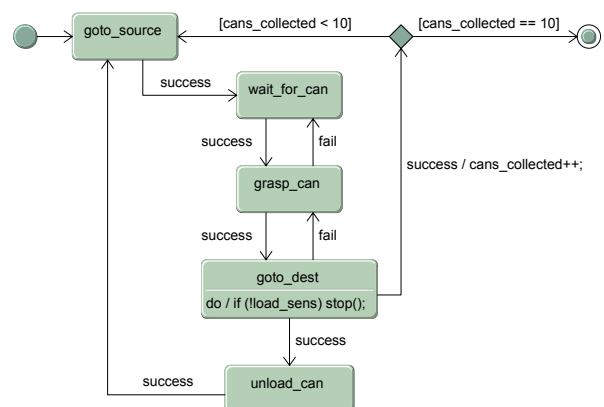 [cans_collected < 10]
[cans_collected == 10]
goto_source
success
wait_for_can
success
fail
success / cans_collected++;
grasp_can
success
fail
goto_dest
do / if (!load_sens) stop();
success
success
unload_can